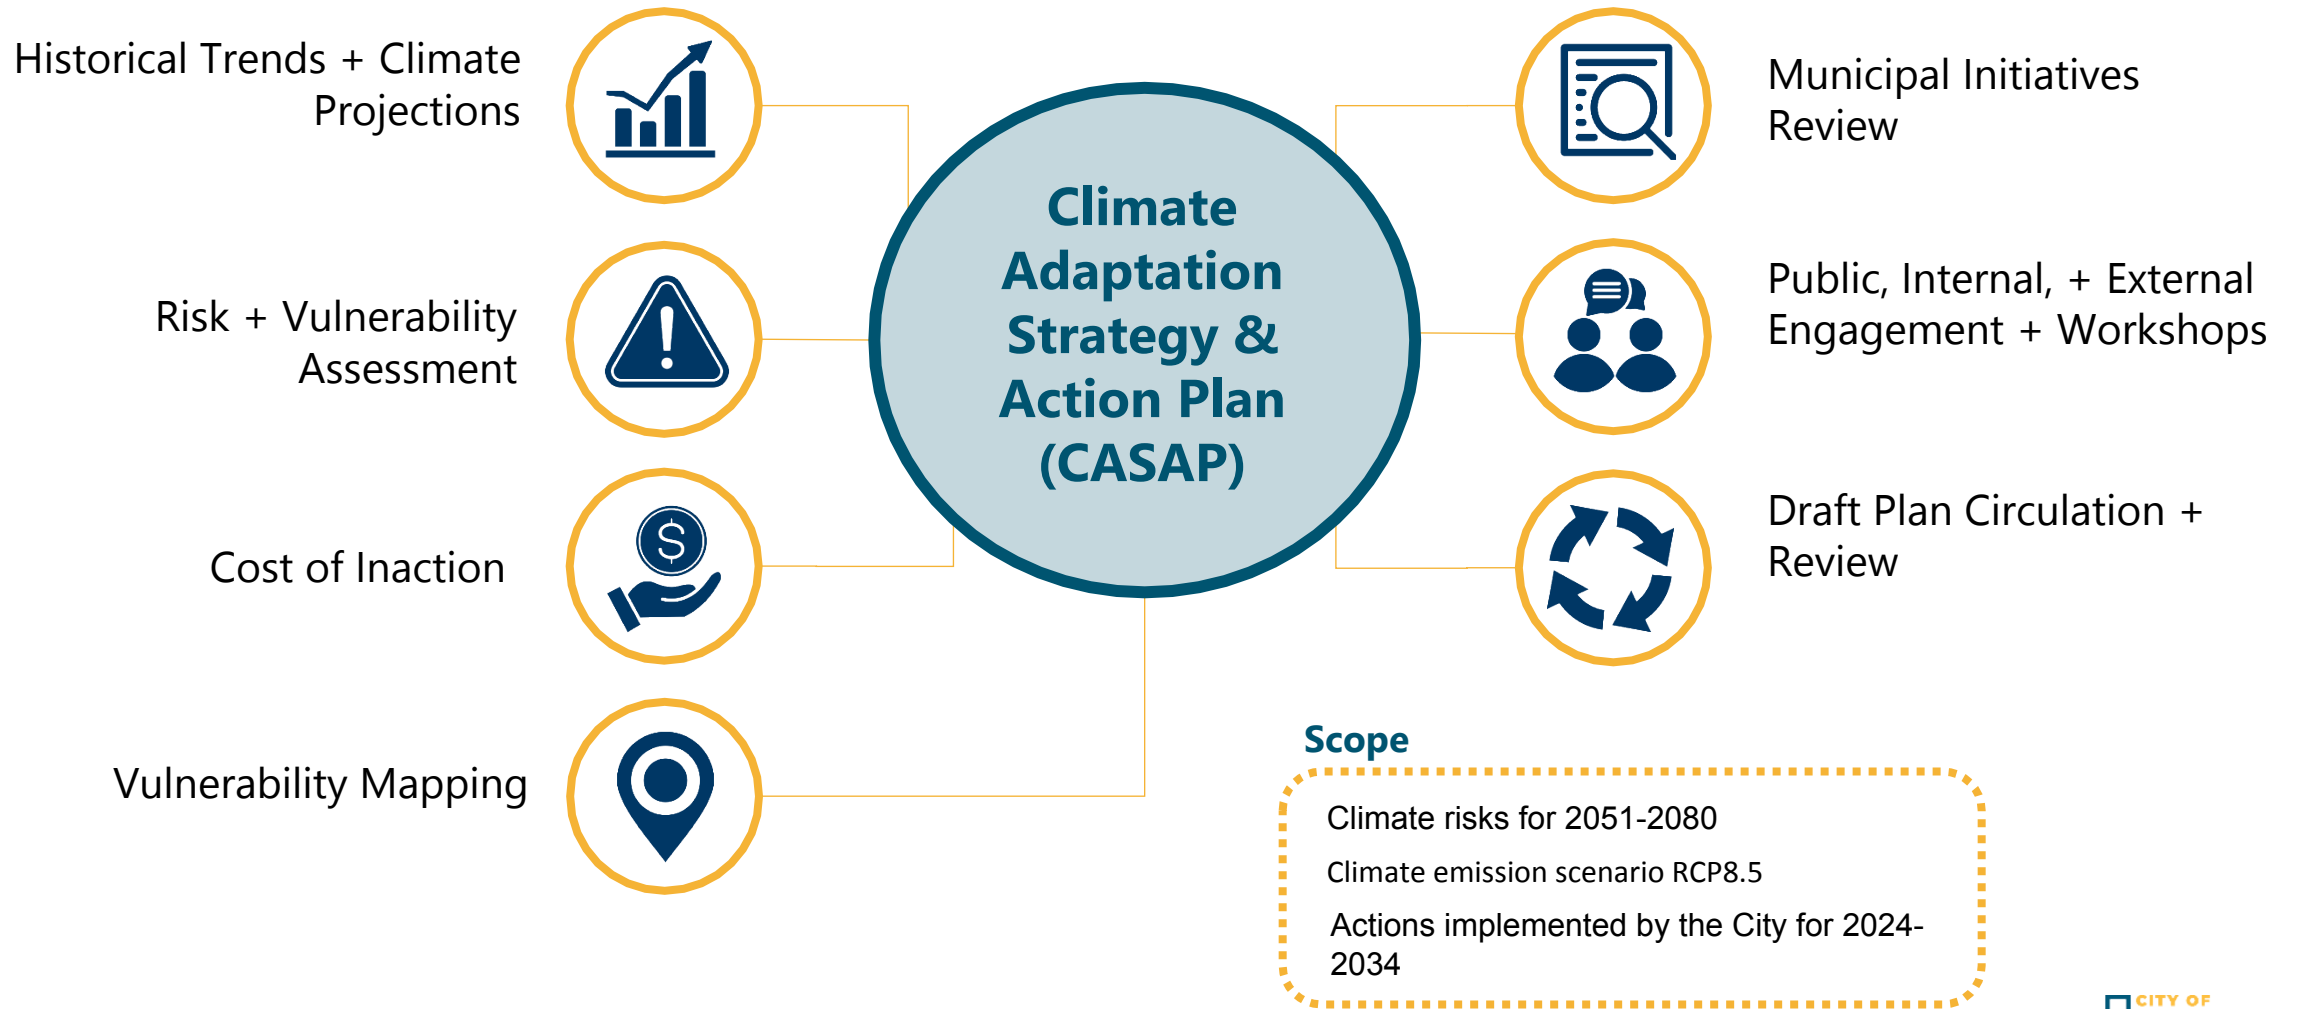 Historical Trends + Climate
Projections
Risk + Vulnerability
Assessment
Cost of Inaction
Vulnerability Mapping
Climate
Adaptation
Strategy &
Action Plan
(CASAP)
Municipal Initiatives
Review
Public, Internal, + External
Engagement + Workshops
Draft Plan Circulation +
Review
Scope
Climate risks for 2051-2080
Climate emission scenario RCP8.5
Actions implemented by the City for 2024-
2034
CITY OF